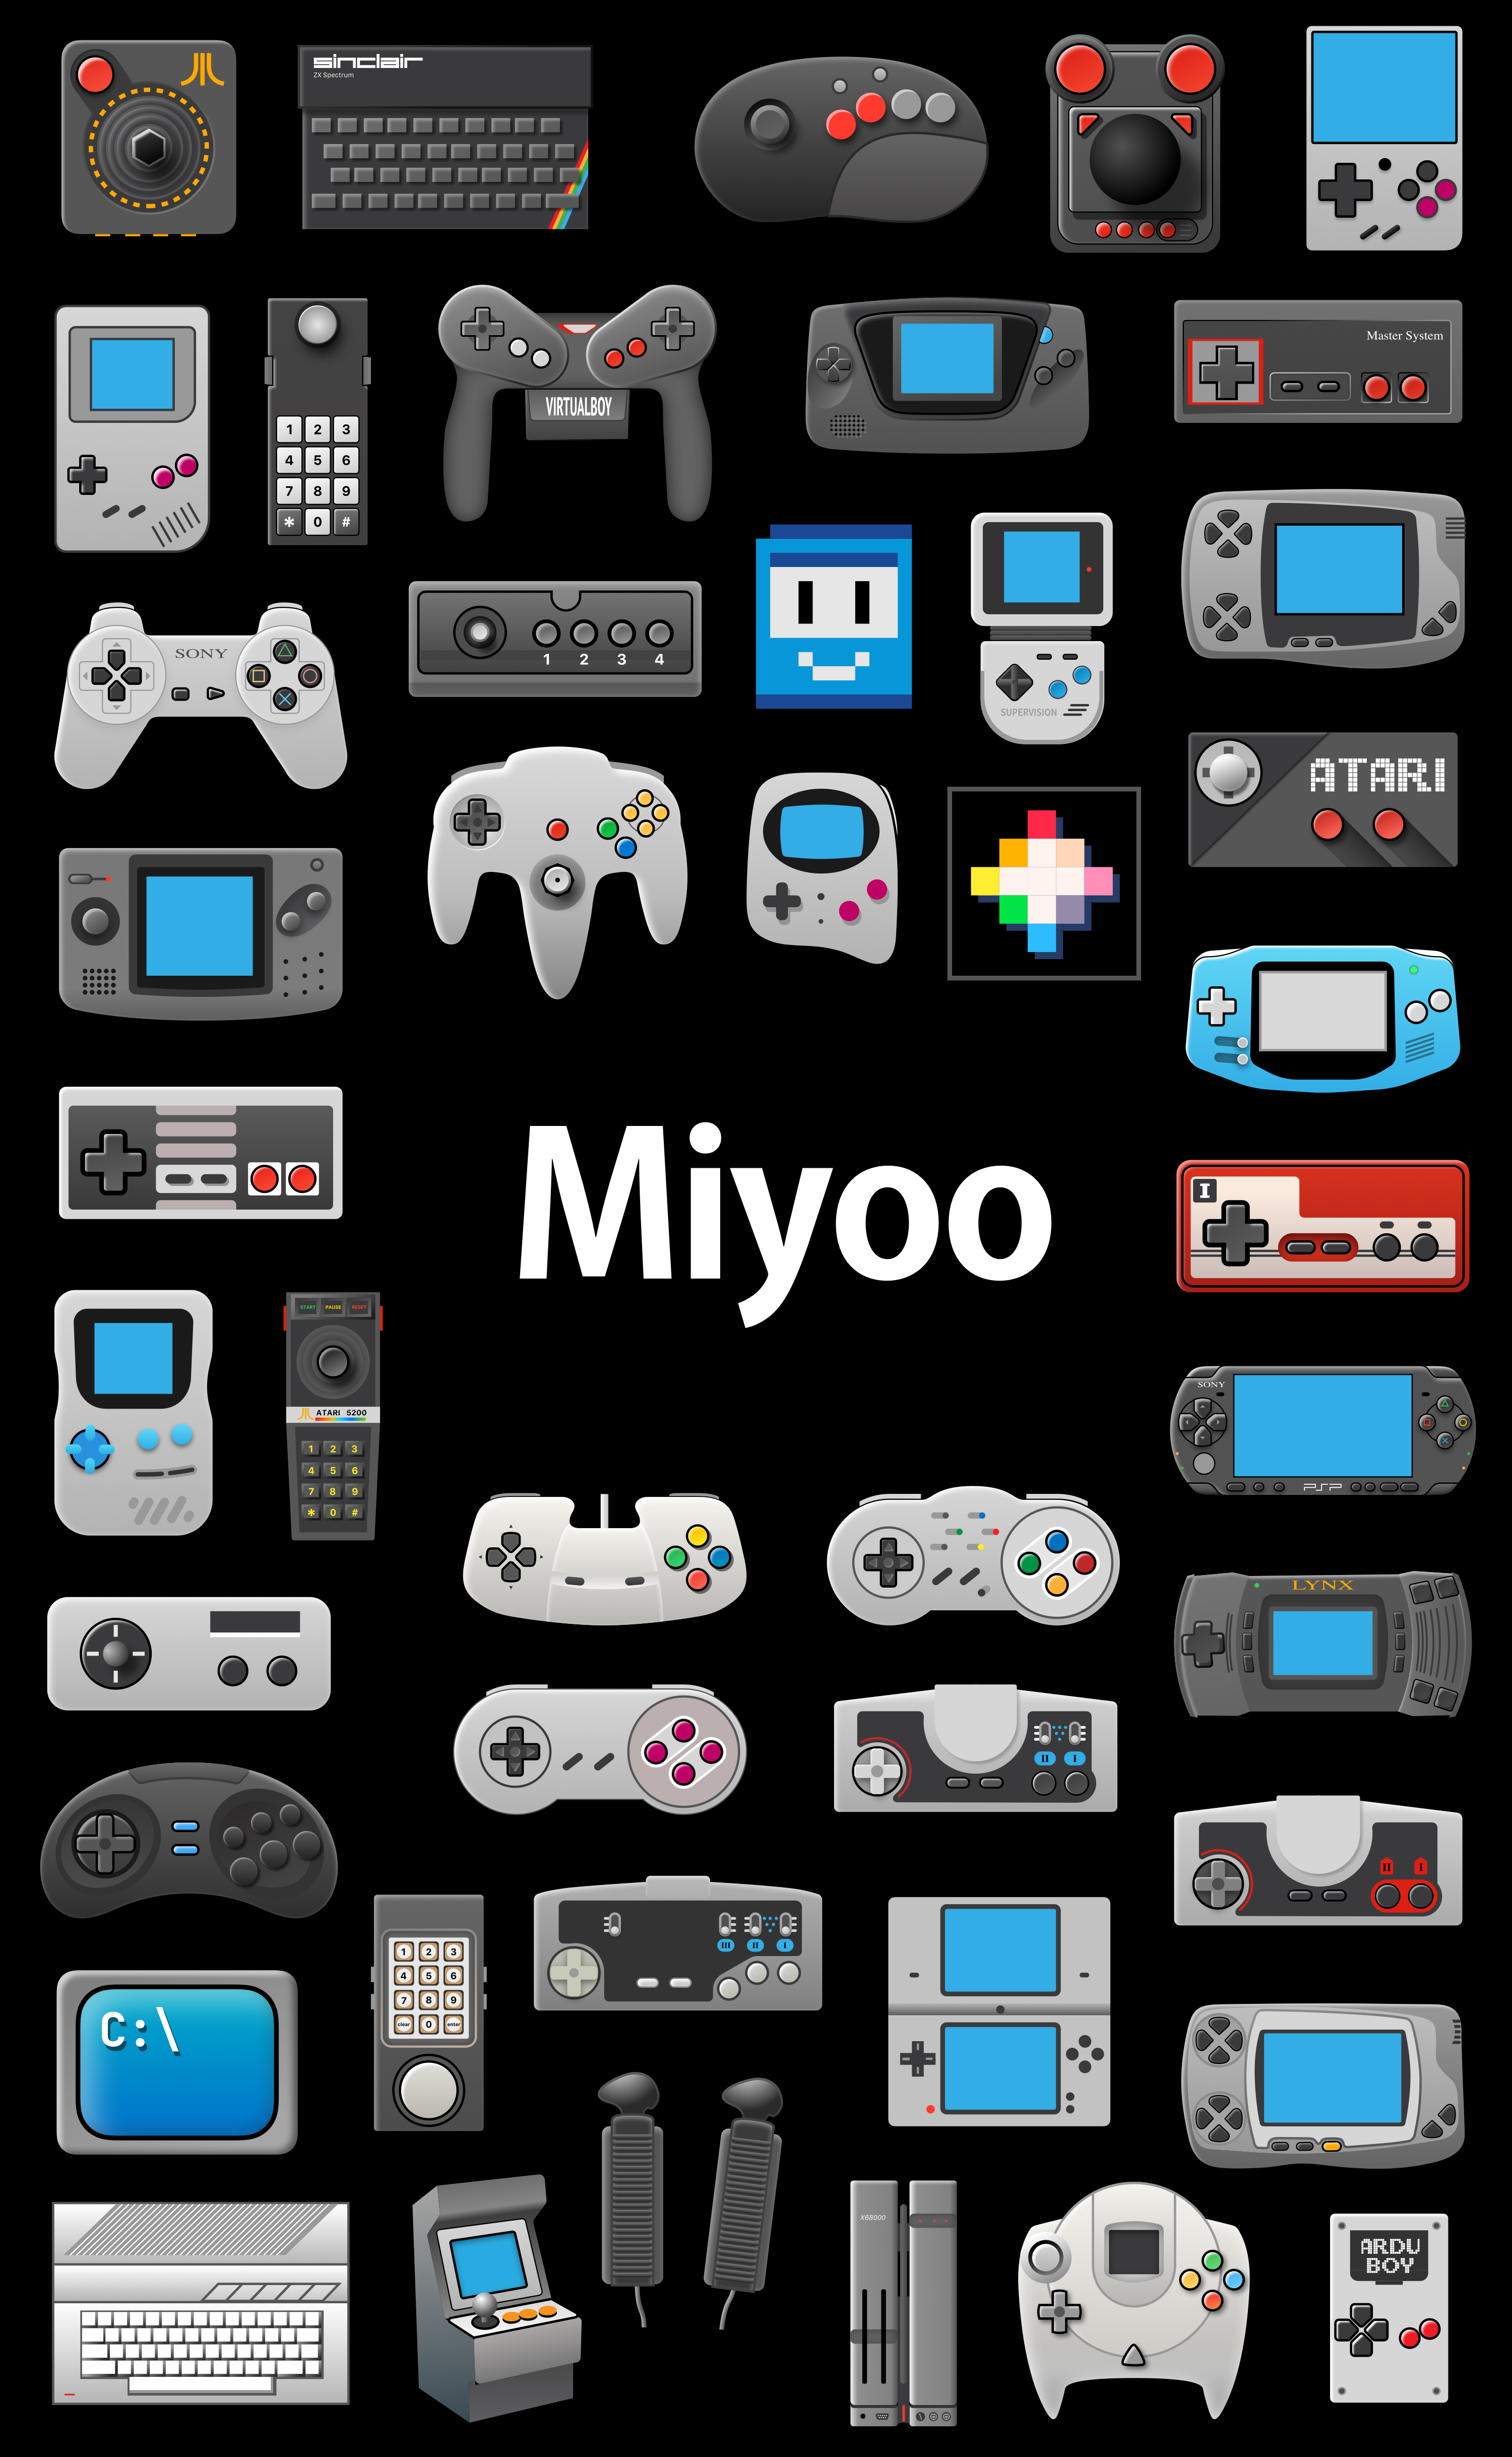 sinclair
ZX Spectrum
1 2 3
4 5 6
7 8 9
* 0 #
VIRTUALBOY
Master System
SONY
1 2 3 4
SUPERVISION
ATARI
Miyoo
I
START PAUSE RESET
ATARI 5200
1 2 3
4 5 6
7 8 9
* 0 #
SONY
PSP
LYNX
II I
II I
III II I
1 2 3
4 5 6
7 8 9
clear 0 enter
C:\
X68000
ARDU
BOY